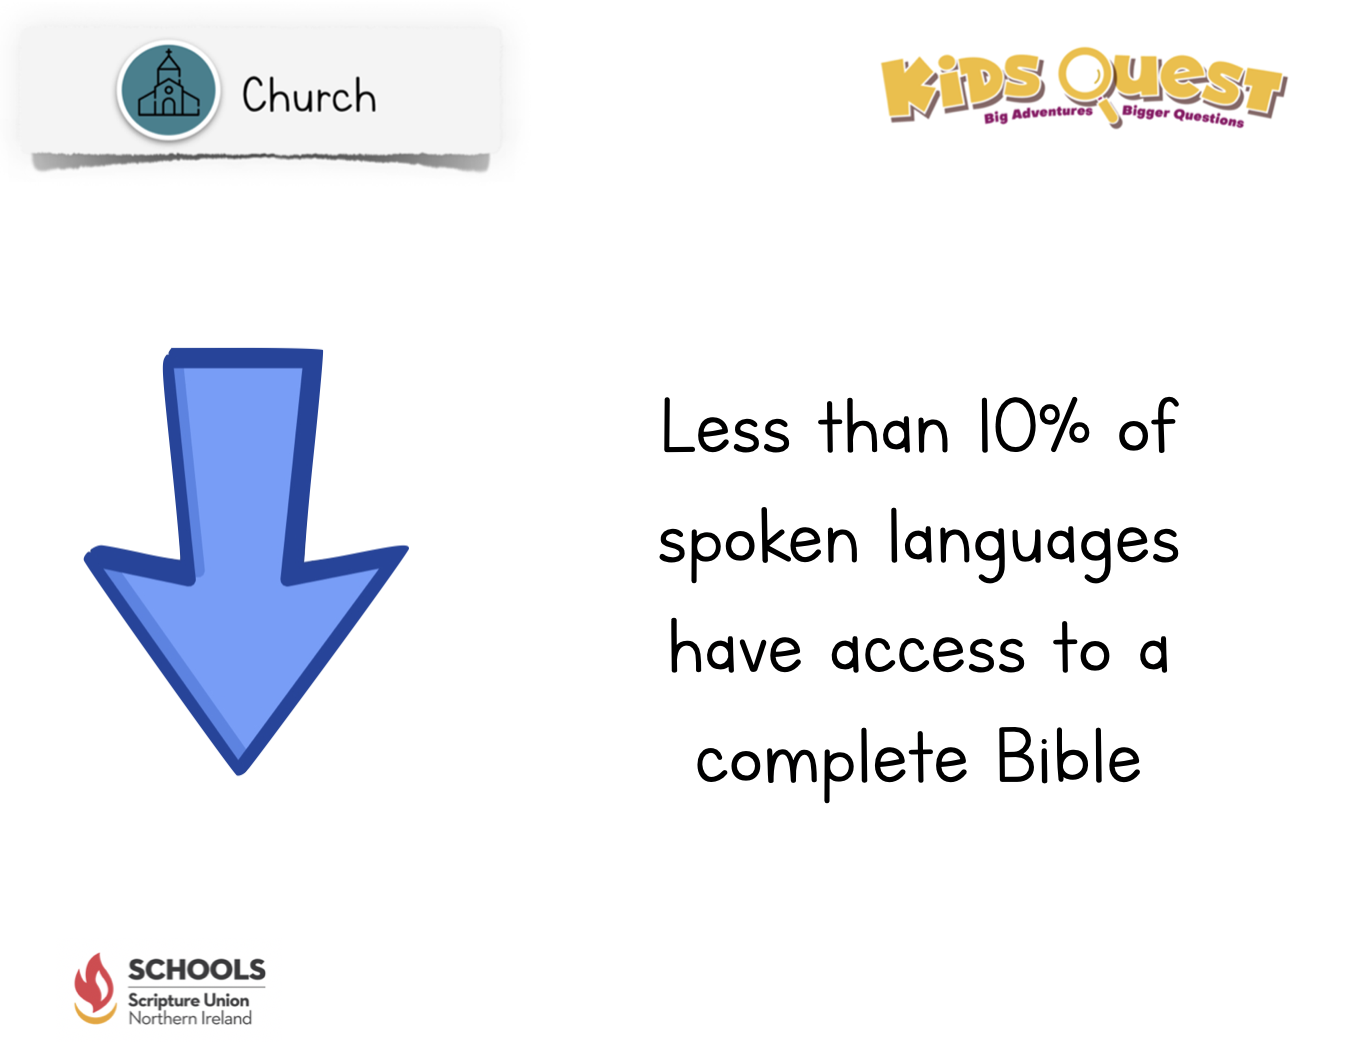 Church
KiDS QUEST
Big Adventures Bigger Questions
Less than 10% of
spoken languages
have access to a
complete Bible
SCHOOLS
Scripture Union
Northern Ireland